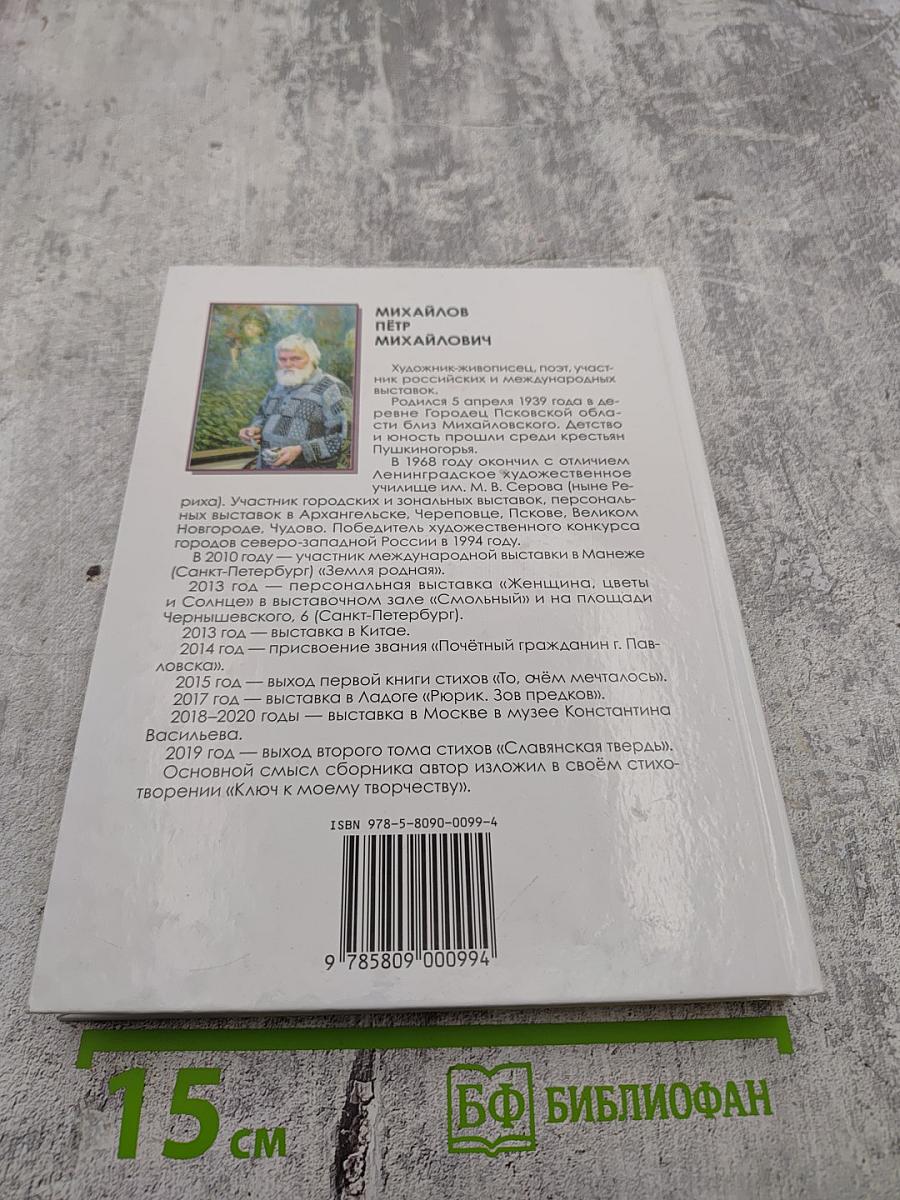 МИХАЙЛОВ
ПЁТР
МИХАЙЛОВИЧ
Художник-живописец, поэт, участ-
ник российских и международных
выставок.
Родился 5 апреля 1939 года в де-
ревне Городец Псковской обла-
сти близ Михайловского. Детство
и юность прошли среди крестьян
Пушкиногорья.
В 1968 году окончил с отличием
Ленинградское художественное
училище им. М. В. Серова (ныне Ре-
риха). Участник городских и зональных выставок, персональ-
ных выставок в Архангельске, Череповце, Пскове, Великом
Новгороде, Чудово. Победитель художественного конкурса
городов северо-западной России в 1994 году.
В 2010 году — участник международной выставки в Манеже
(Санкт-Петербург) «Земля родная».
2013 год — персональная выставка «Женщина, цветы
и Солнце» в выставочном зале «Смольный» и на площади
Чернышевского, 6 (Санкт-Петербург).
2013 год — выставка в Китае.
2014 год — присвоение звания «Почётный гражданин г. Пав-
ловска».
2015 год — выход первой книги стихов «То, о чём мечталось».
2017 год — выставка в Ладоге «Рюрик. Зов предков».
2018–2020 годы — выставка в Москве в музее Константина
Васильева.
2019 год — выход второго тома стихов «Славянская твердь».
Основной смысл сборника автор изложил в своём стихо-
творении «Ключ к моему творчеству».
ISBN 978-5-8090-0099-4
9 785809 000994
15 см
БФ БИБЛИОФАН